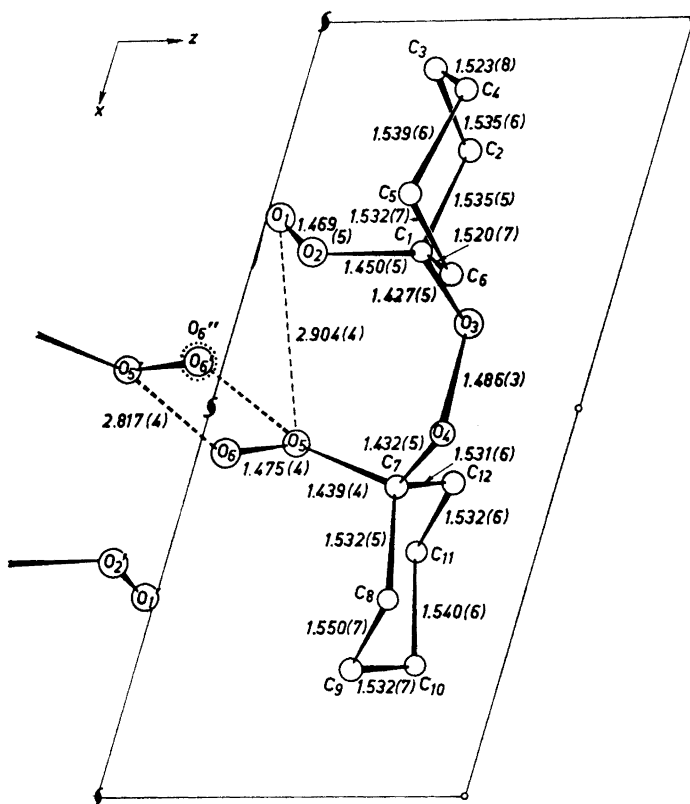 z
x
C3
1.523(8)
C4
1.539(6)
1.535(6)
C2
C5
O1
1.469
(5)
1.532(7)
1.535(5)
O2
C1
1.520(7)
1.450(5)
C6
1.427(5)
O3
O6''
2.904(4)
O5'
O6'
1.486(3)
2.817(4)
O5
O4
O6
1.432(5)
1.475(4)
C7
1.531(6)
C12
1.439(4)
1.532(5)
1.532(6)
O2'
C11
O1'
C8
1.550(7)
1.540(6)
C9
1.532(7)
C10